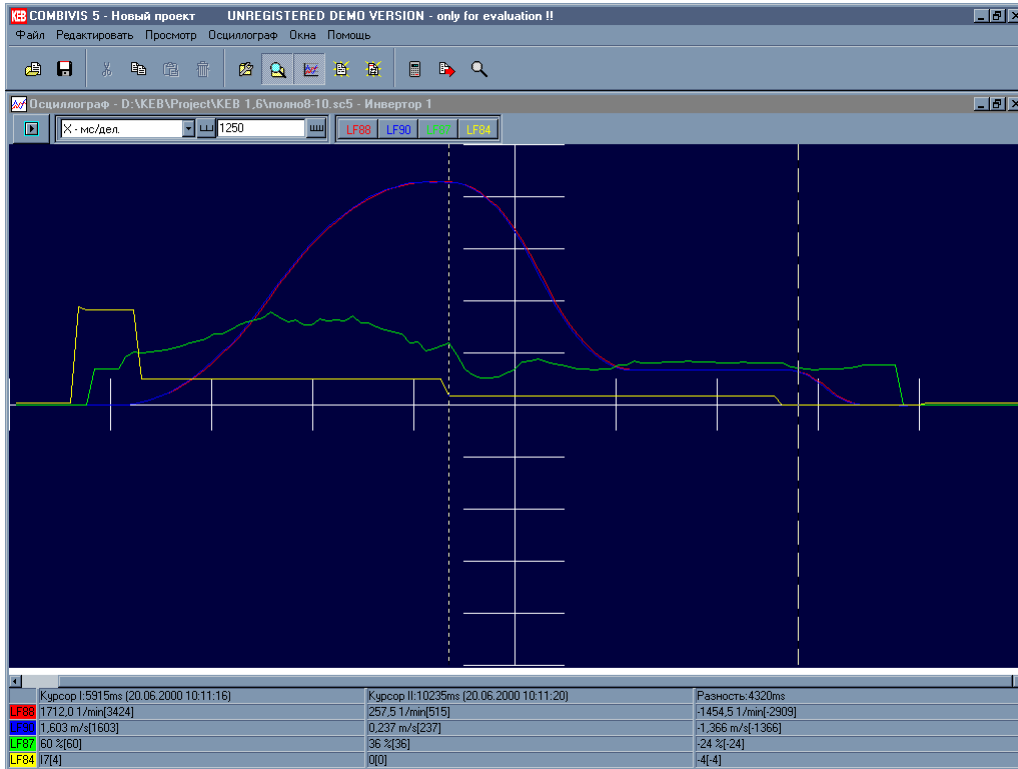 KEB COMBIVIS 5 - Новый проект UNREGISTERED DEMO VERSION - only for evaluation !!
Файл Редактировать Просмотр Осциллограф Окна Помощь
Осциллограф - D:\KEB\Project\KEB 1,6\полно8-10.sc5 - Инвертор 1
X - мс/дел. 1250 LF88 LF90 LF84
Курсор I:5915ms (20.06.2000 10:11:16) Курсор II:10235ms (20.06.2000 10:11:20) Разность:4320ms
LF88 1712,0 1/min[3424] 257,5 1/min[515] -1454,5 1/min[-2909]
1,603 m/s[1603] 0,237 m/s[237] -1,366 m/s[-1366]
LF87 60 %[60] 36 %[36] -24 %[-24]
LF84 I7[4] 0[0] -4[-4]